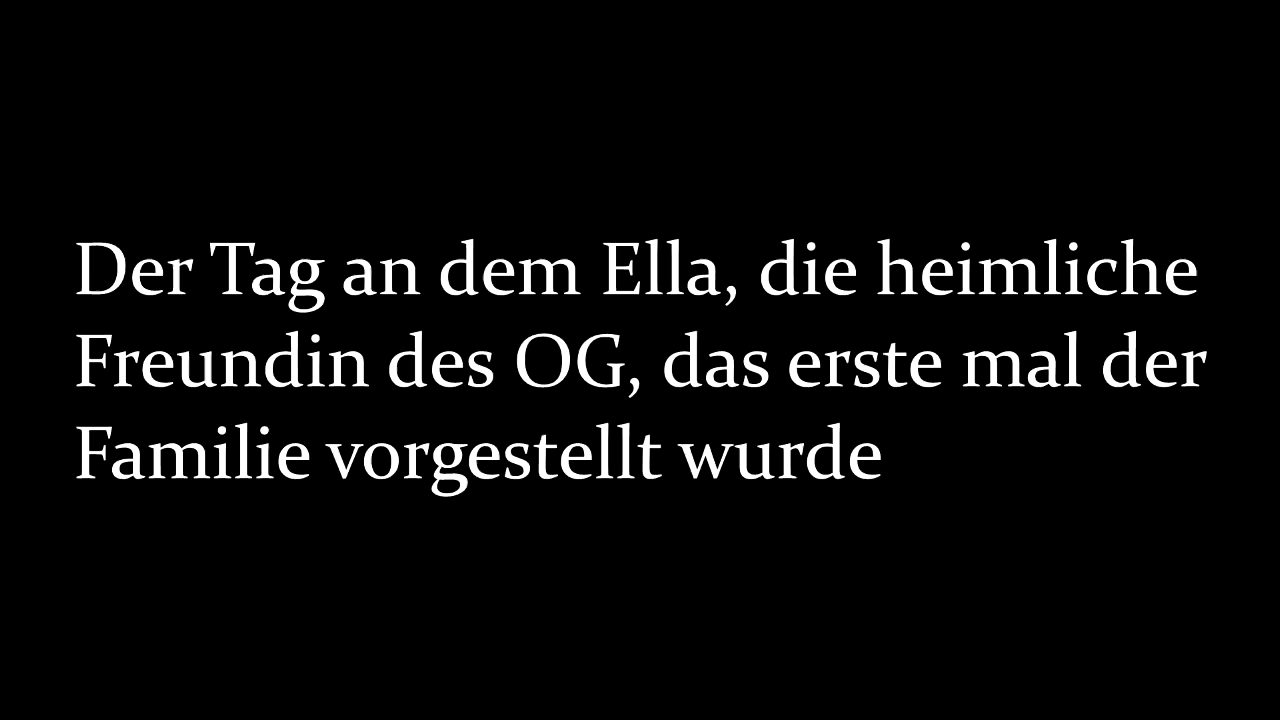 Der Tag an dem Ella, die heimliche
Freundin des OG, das erste mal der
Familie vorgestellt wurde